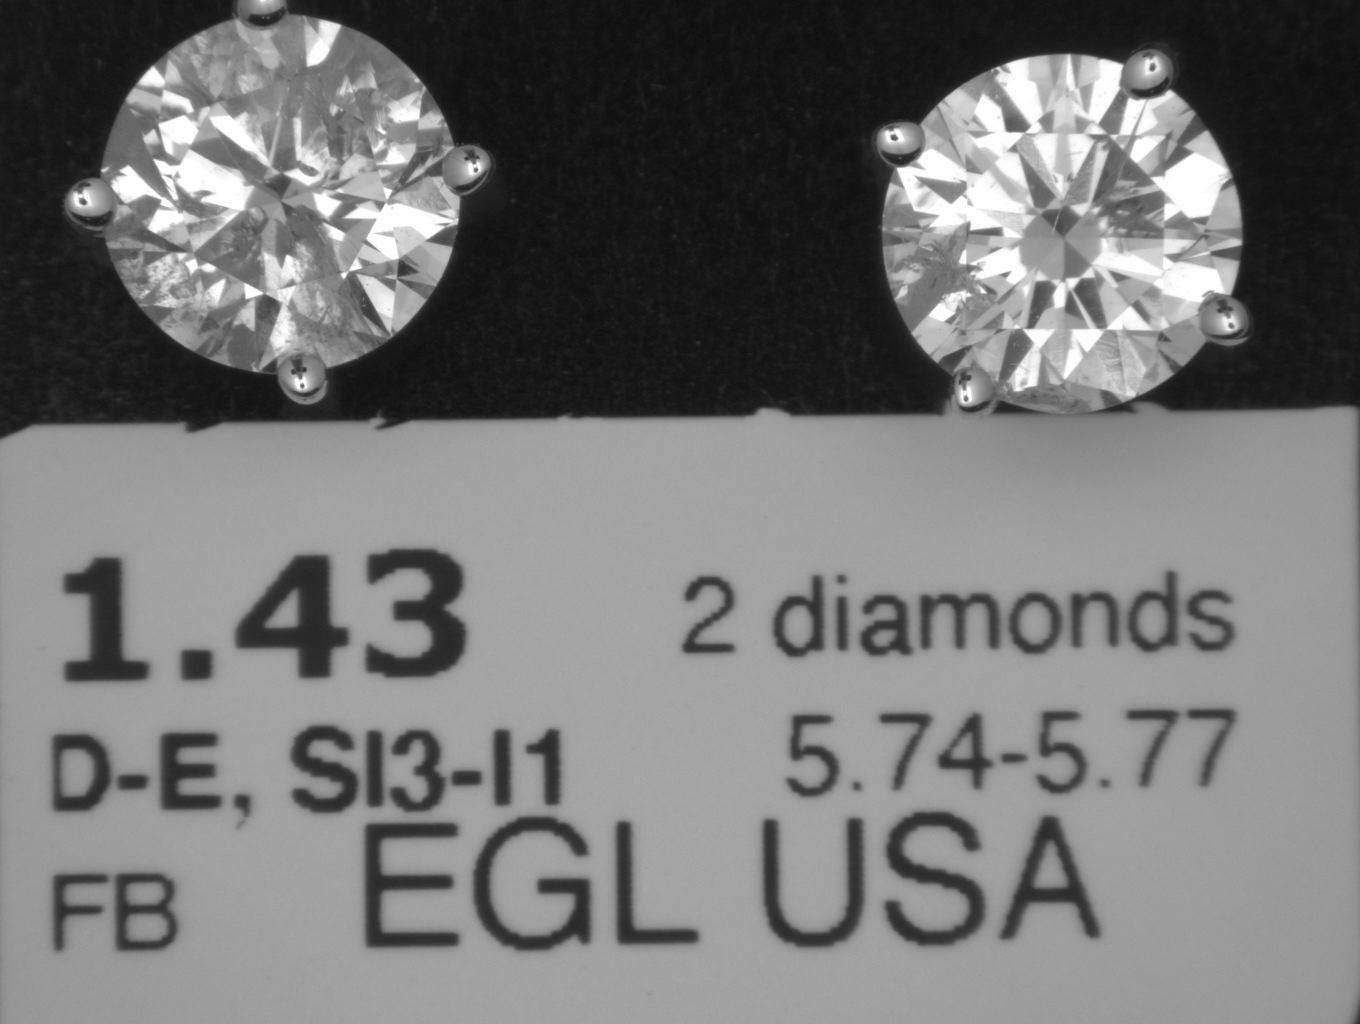 1.43 2 diamonds
D-E, SI3-I1 5.74-5.77
FB EGL USA